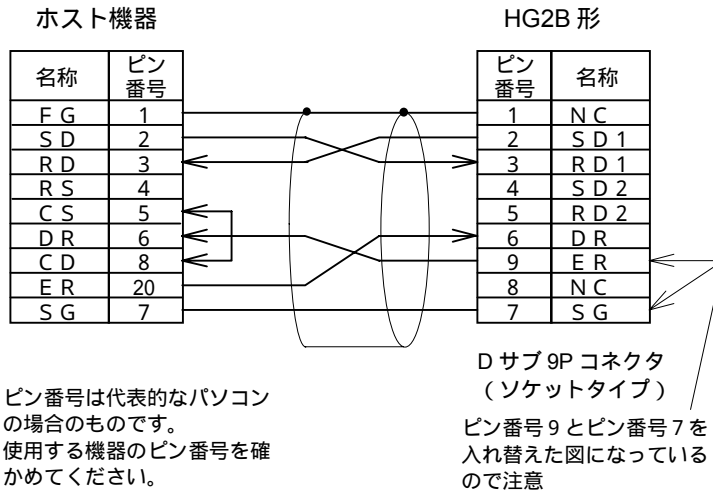 ホスト機器
HG2B 形
名称 ピン番号
ピン番号 名称
FG 1
1 NC
SD 2
2 SD1
RD 3
3 RD1
RS 4
4 SD2
CS 5
5 RD2
DR 6
6 DR
CD 8
9 ER
ER 20
8 NC
SG 7
7 SG
D サブ 9P コネクタ
(ソケットタイプ)
ピン番号は代表的なパソコン
の場合のものです。
使用する機器のピン番号を確
かめてください。
ピン番号 9 とピン番号 7 を
入れ替えた図になっている
ので注意